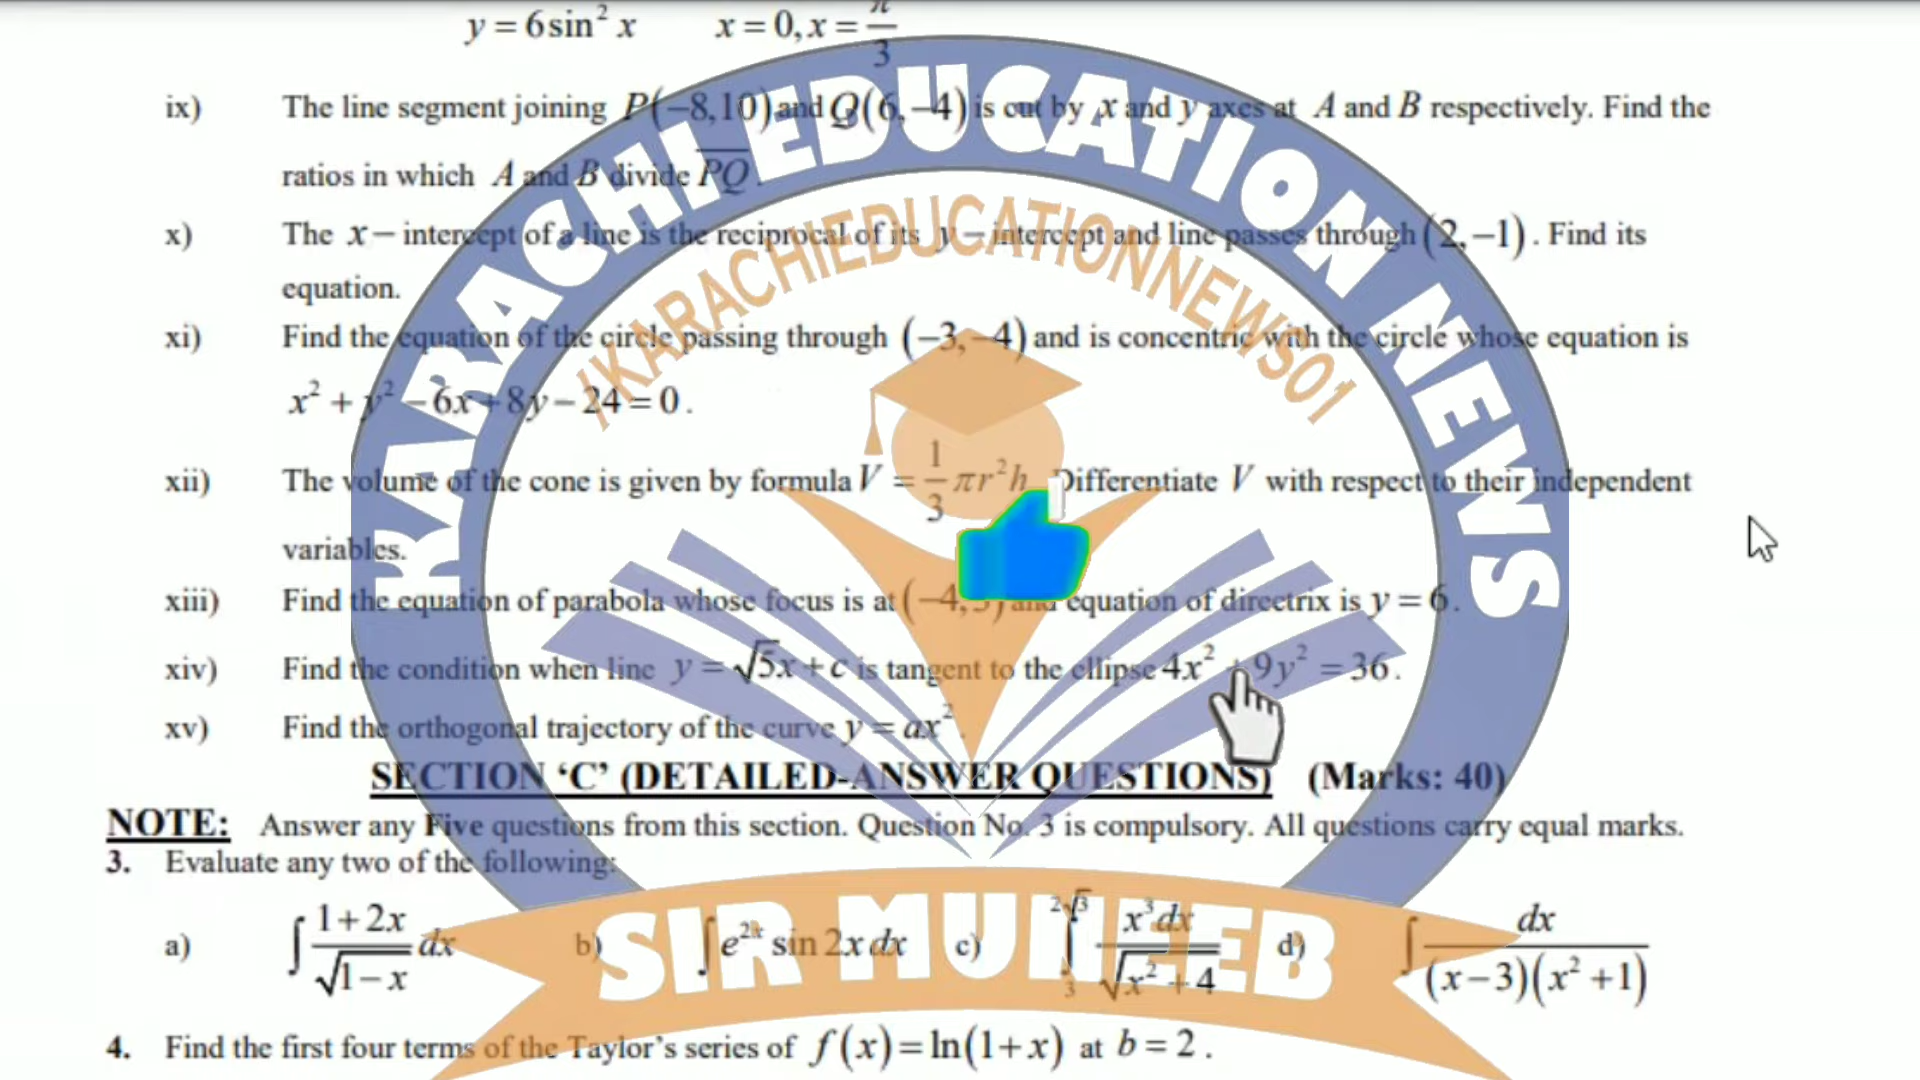 y = 6sin² x x = 0, x = π/3
ix) The line segment joining P(−8,10) and Q(6,−4) is cut by x and y axes at A and B respectively. Find the
ratios in which A and B divide PQ.
x) The x − intercept of a line is the reciprocal of its y − intercept and line passes through (2,−1). Find its
equation.
xi) Find the equation of the circle passing through (−3,−4) and is concentric with the circle whose equation is
x² + y² − 6x + 8y − 24 = 0.
xii) The volume of the cone is given by formula V = 1/3 πr²h Differentiate V with respect to their independent
variables.
xiii) Find the equation of parabola whose focus is at (−4, and equation of directrix is y = 6.
xiv) Find the condition when line y = √5x + c is tangent to the ellipse 4x² + 9y² = 36.
xv) Find the orthogonal trajectory of the curve y = ax².
SECTION ‘C’ (DETAILED-ANSWER QUESTIONS) (Marks: 40)
NOTE: Answer any Five questions from this section. Question No. 3 is compulsory. All questions carry equal marks.
3. Evaluate any two of the following:
a) ∫ (1+2x)/√(1−x) dx b) ∫ e^{2x} sin 2x dx c) ∫_{3}^{2√3} x³dx/√(x²+4) d) ∫ dx/((x−3)(x²+1))
4. Find the first four terms of the Taylor’s series of f(x) = ln(1+x) at b = 2.
KARACHI EDUCATION NEWS
/KARACHIEDUCATIONNEWS01
SIR MUNEEB